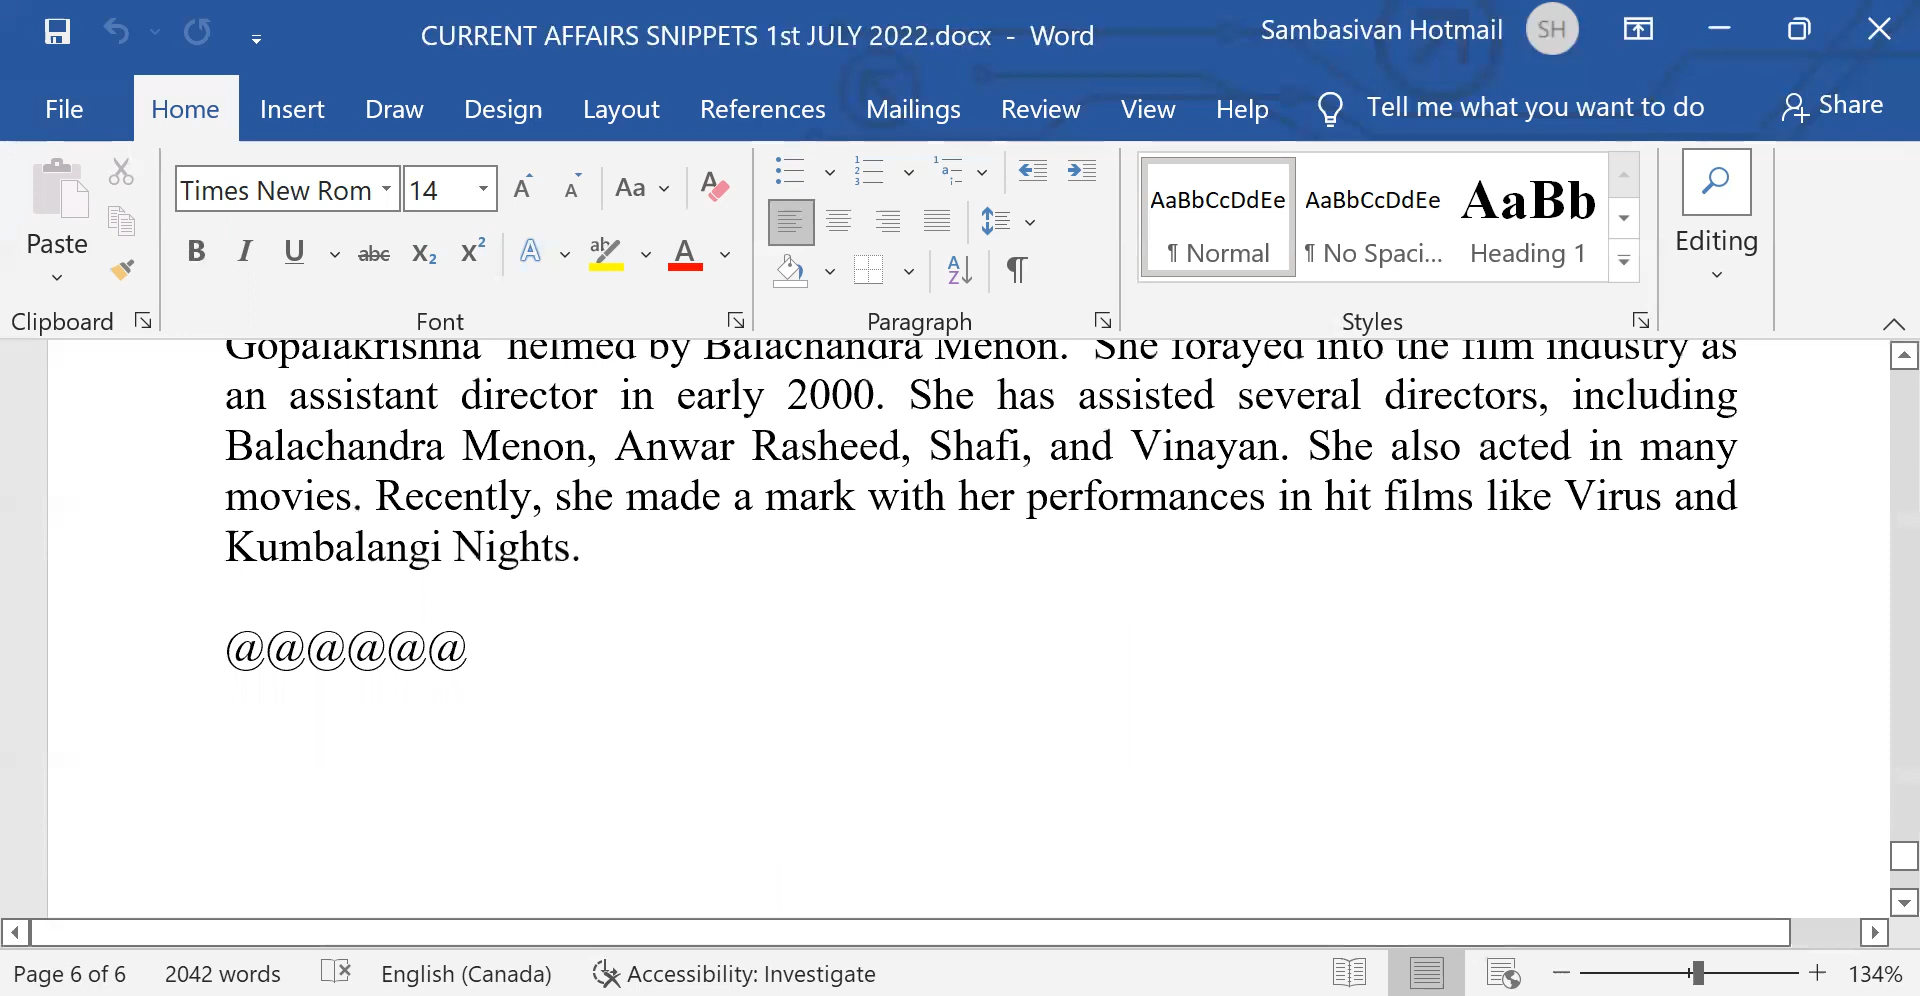 CURRENT AFFAIRS SNIPPETS 1st JULY 2022.docx - Word
Sambasivan Hotmail SH
File Home Insert Draw Design Layout References Mailings Review View Help Tell me what you want to do Share
Paste
Clipboard
Times New Rom 14 A A Aa A
B I U abc X₂ X² A ab A
Font
Paragraph
AaBbCcDdEe AaBbCcDdEe AaBb
¶ Normal ¶ No Spaci... Heading 1
Styles
Editing
Gopalakrishna' helmed by Balachandra Menon. She forayed into the film industry as
an assistant director in early 2000. She has assisted several directors, including
Balachandra Menon, Anwar Rasheed, Shafi, and Vinayan. She also acted in many
movies. Recently, she made a mark with her performances in hit films like Virus and
Kumbalangi Nights.
@@@@@@
Page 6 of 6 2042 words English (Canada) Accessibility: Investigate 134%